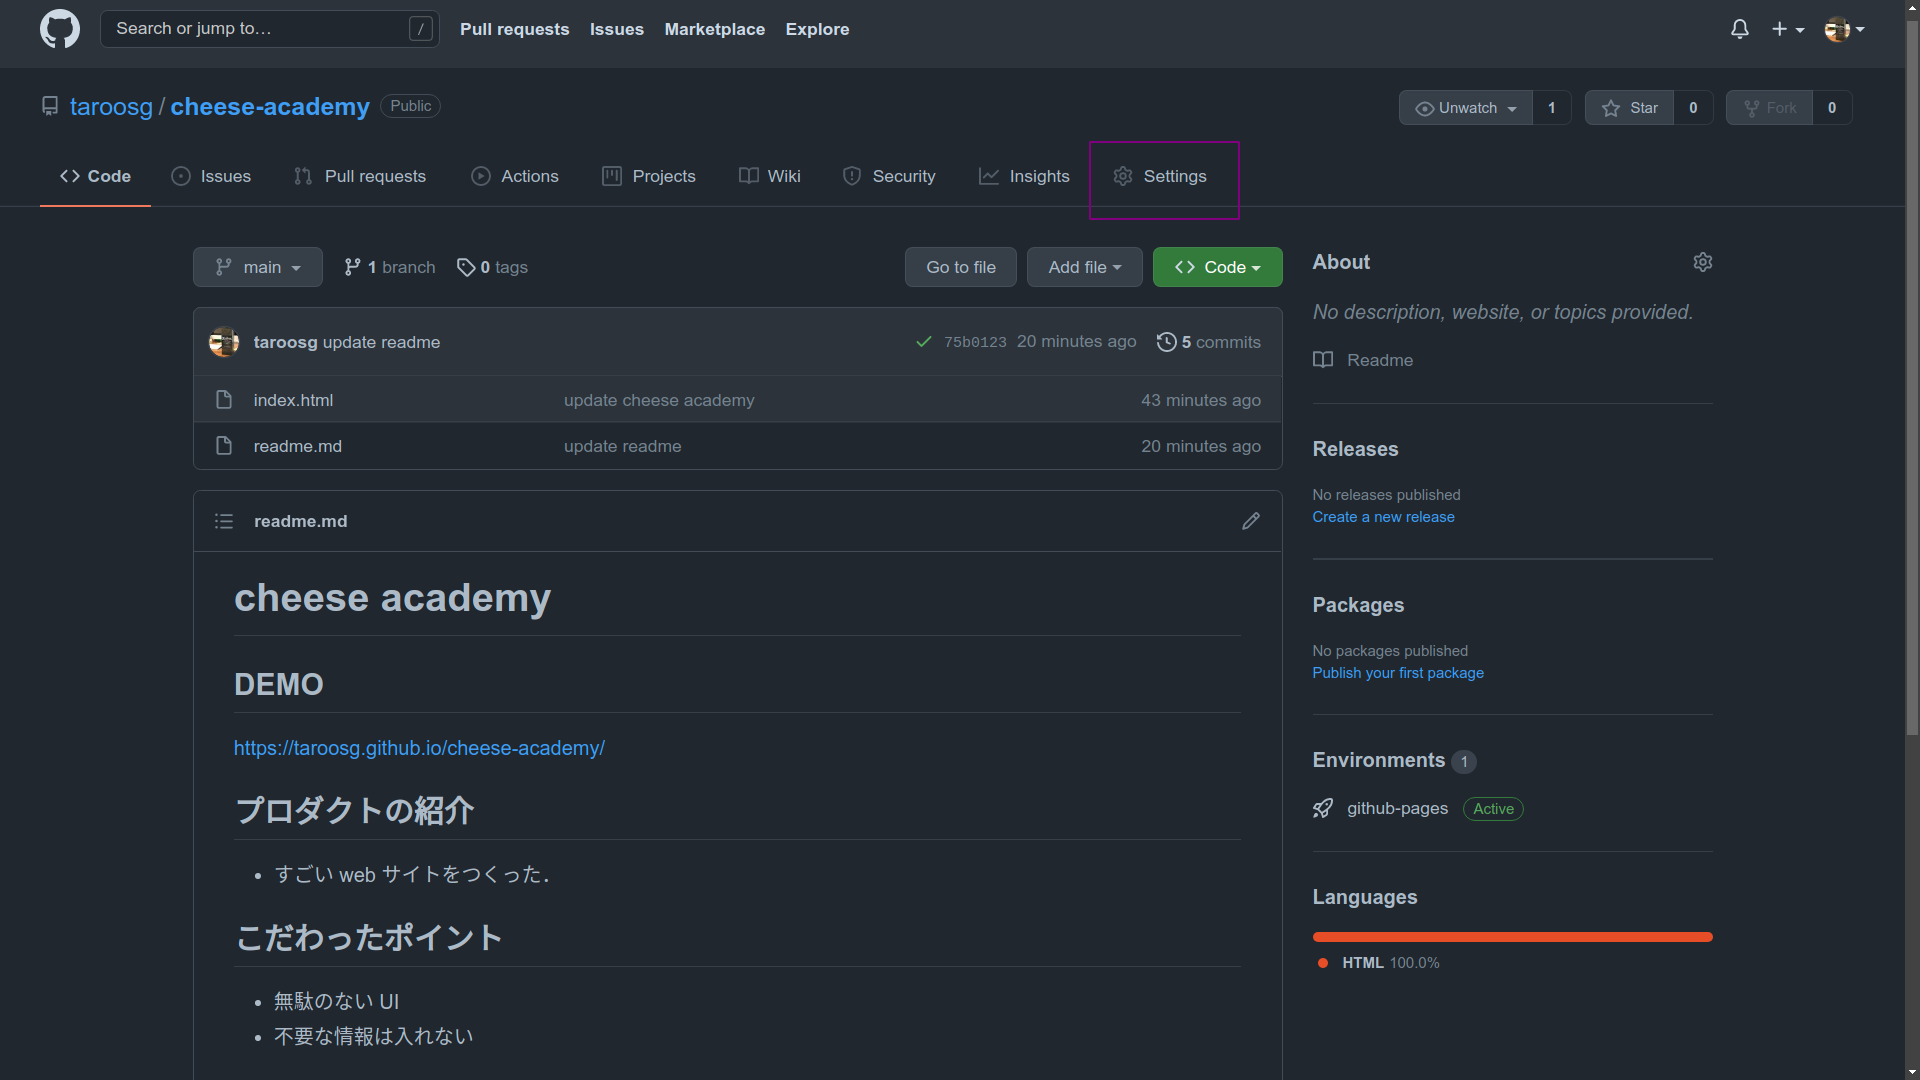 Search or jump to… /
Pull requests Issues Marketplace Explore
taroosg / cheese-academy Public
Unwatch 1 Star 0 Fork 0
Code Issues Pull requests Actions Projects Wiki Security Insights Settings
main 1 branch 0 tags
Go to file Add file Code
taroosg update readme 75b0123 20 minutes ago 5 commits
index.html update cheese academy 43 minutes ago
readme.md update readme 20 minutes ago
readme.md
cheese academy
DEMO
https://taroosg.github.io/cheese-academy/
プロダクトの紹介
すごい web サイトをつくった．
こだわったポイント
無駄のない UI
不要な情報は入れない
About
No description, website, or topics provided.
Readme
Releases
No releases published
Create a new release
Packages
No packages published
Publish your first package
Environments 1
github-pages Active
Languages
HTML 100.0%